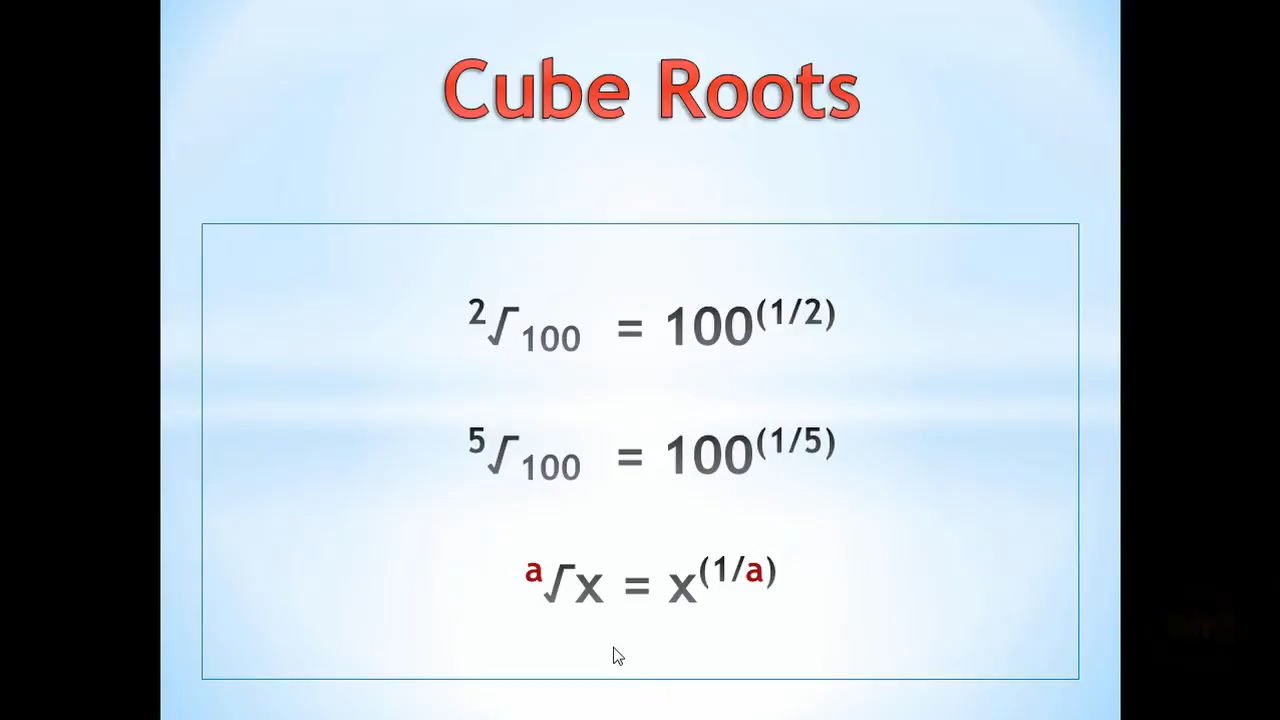 Cube Roots
²√100 = 100^(1/2)
⁵√100 = 100^(1/5)
ᵃ√x = x^(1/a)